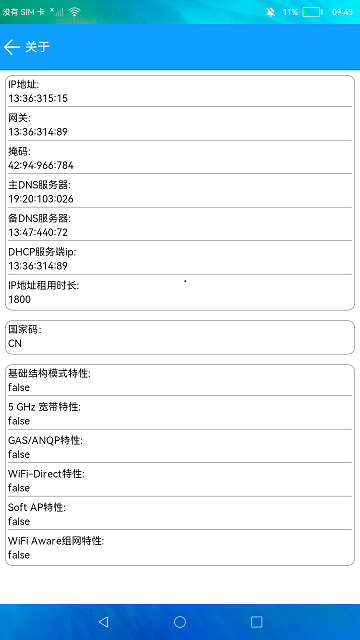 没有 SIM 卡
11%
09:43
关于
IP地址:
13:36:315:15
网关:
13:36:314:89
掩码:
42:94:966:784
主DNS服务器:
19:20:103:026
备DNS服务器:
13:47:440:72
DHCP服务端ip:
13:36:314:89
IP地址租用时长:
1800
国家码:
CN
基础结构模式特性:
false
5 GHz 宽带特性:
false
GAS/ANQP特性:
false
WiFi-Direct特性:
false
Soft AP特性:
false
WiFi Aware组网特性:
false